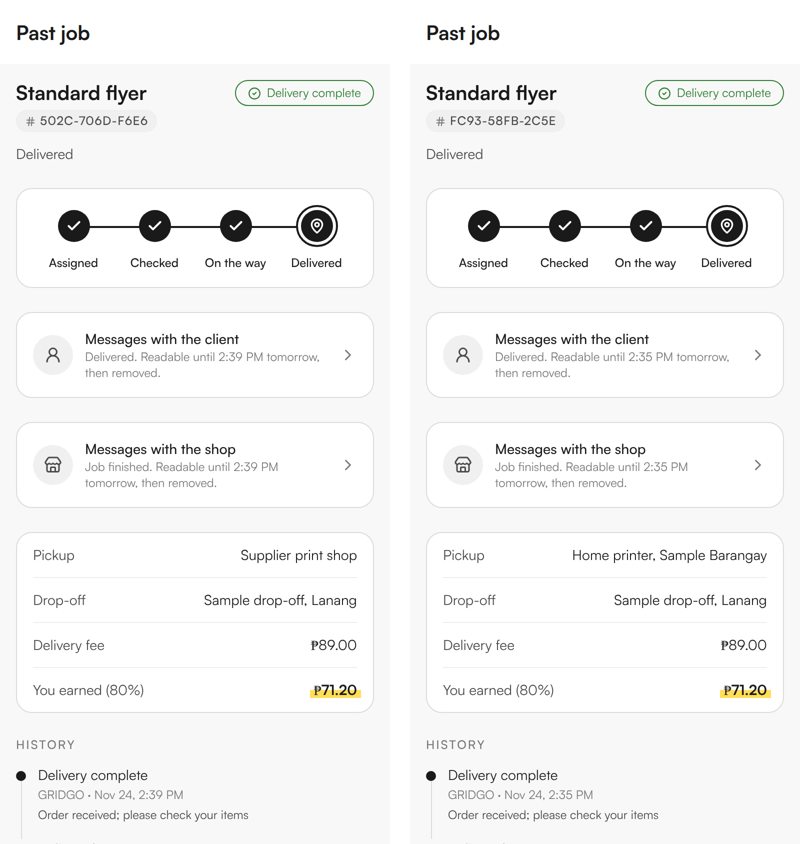 Past job
Standard flyer
Delivery complete
# 502C-706D-F6E6
Delivered
Assigned
Checked
On the way
Delivered
Messages with the client
Delivered. Readable until 2:39 PM tomorrow,
then removed.
Messages with the shop
Job finished. Readable until 2:39 PM
tomorrow, then removed.
Pickup
Supplier print shop
Drop-off
Sample drop-off, Lanang
Delivery fee
₱89.00
You earned (80%)
₱71.20
HISTORY
Delivery complete
GRIDGO • Nov 24, 2:39 PM
Order received; please check your items
Past job
Standard flyer
Delivery complete
# FC93-58FB-2C5E
Delivered
Assigned
Checked
On the way
Delivered
Messages with the client
Delivered. Readable until 2:35 PM tomorrow,
then removed.
Messages with the shop
Job finished. Readable until 2:35 PM
tomorrow, then removed.
Pickup
Home printer, Sample Barangay
Drop-off
Sample drop-off, Lanang
Delivery fee
₱89.00
You earned (80%)
₱71.20
HISTORY
Delivery complete
GRIDGO • Nov 24, 2:35 PM
Order received; please check your items